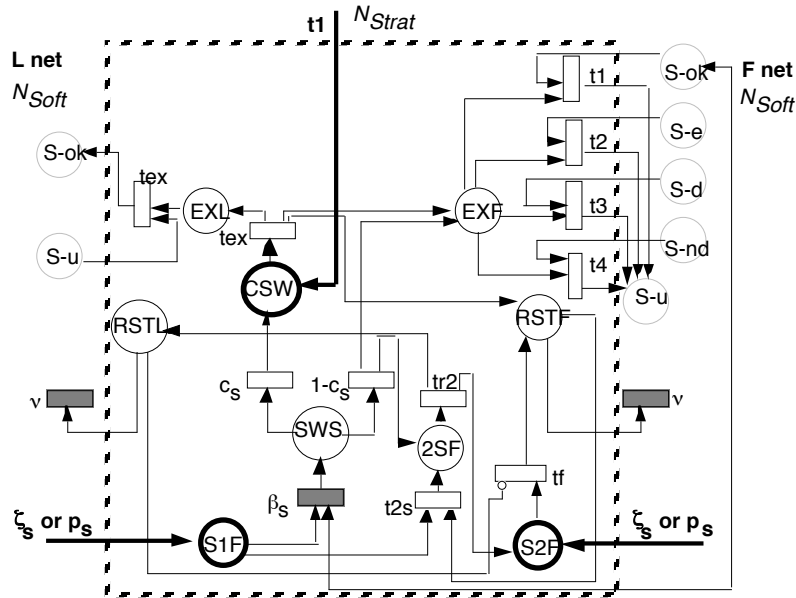 t1 N_Strat
L net
F net
N_Soft
N_Soft
S-ok
t1
S-e
t2
S-ok
tex
S-d
EXL
EXF
t3
tex
S-u
S-nd
t4
CSW
S-u
RSTL
RSTF
c_s
1-c_s
tr2
ν
ν
SWS
2SF
β_s
t2s
tf
ζ_s or p_s
ζ_s or p_s
S1F
S2F